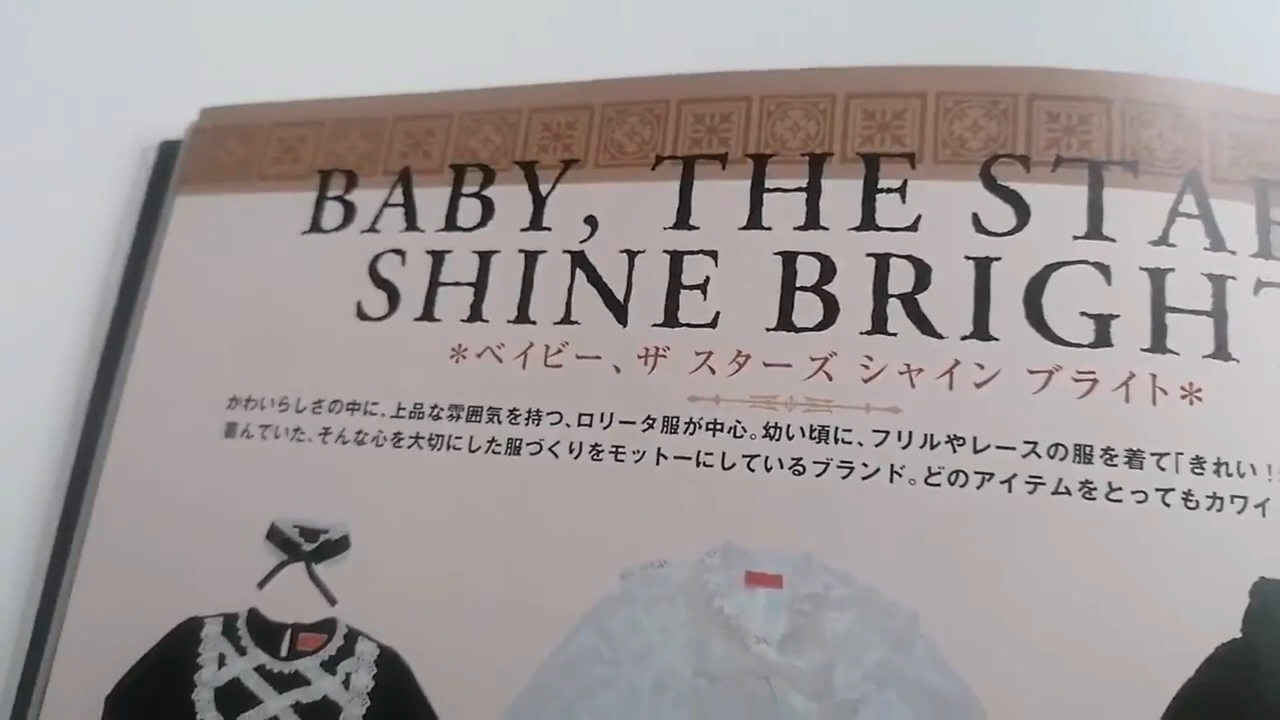 BABY, THE STAR
SHINE BRIGHT
*ベイビー、ザ スターズ シャイン ブライト*
かわいらしさの中に、上品な雰囲気を持つ、ロリータ服が中心。幼い頃に、フリルやレースの服を着て「きれい!
喜んでいた、そんな心を大切にした服づくりをモットーにしているブランド。どのアイテムをとってもカワイ